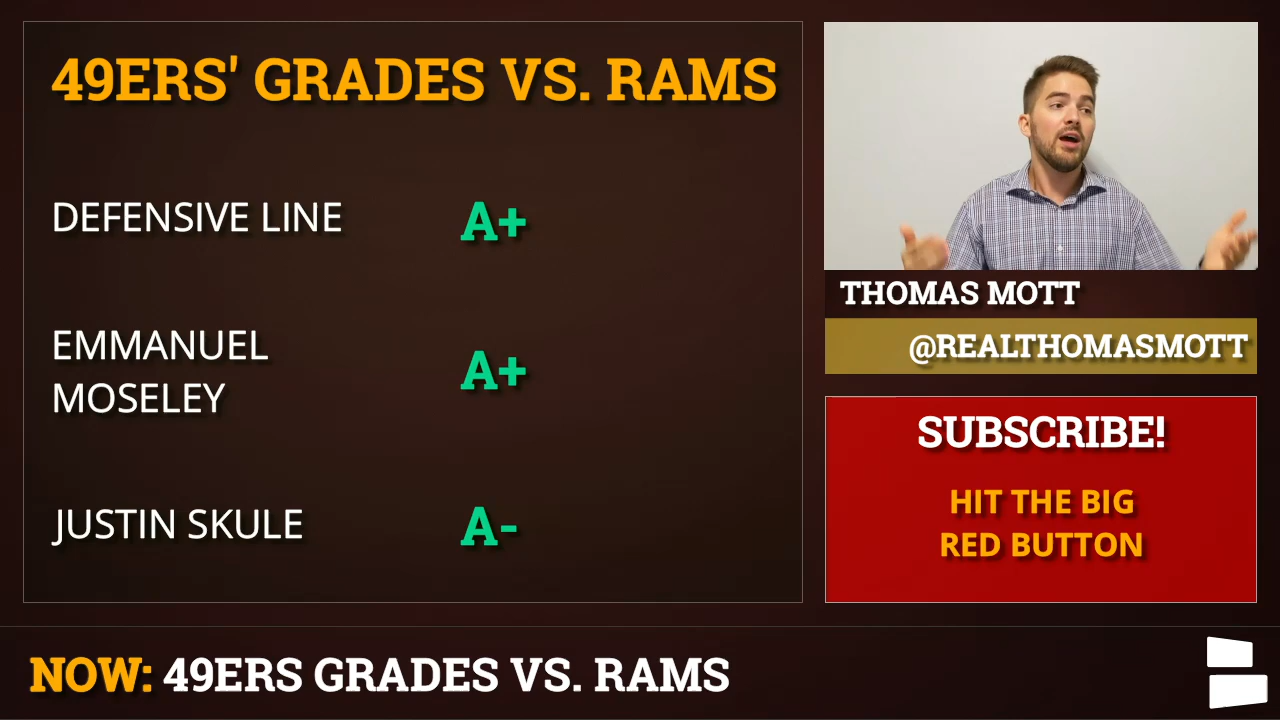 49ERS' GRADES VS. RAMS
DEFENSIVE LINE A+
EMMANUEL
MOSELEY A+
JUSTIN SKULE A-
THOMAS MOTT
@REALTHOMASMOTT
SUBSCRIBE!
HIT THE BIG
RED BUTTON
NOW: 49ERS GRADES VS. RAMS